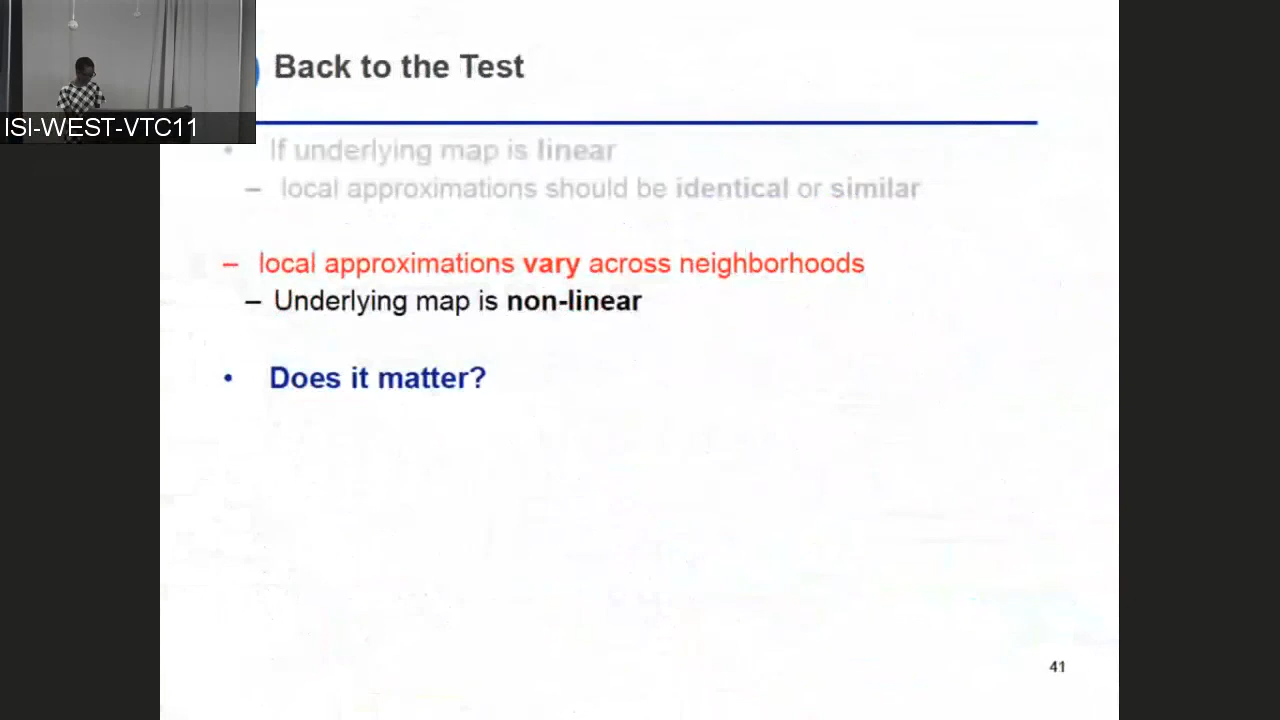 Back to the Test
ISI-WEST-VTC11
• If underlying map is linear
– local approximations should be identical or similar
– local approximations vary across neighborhoods
– Underlying map is non-linear
• Does it matter?
41